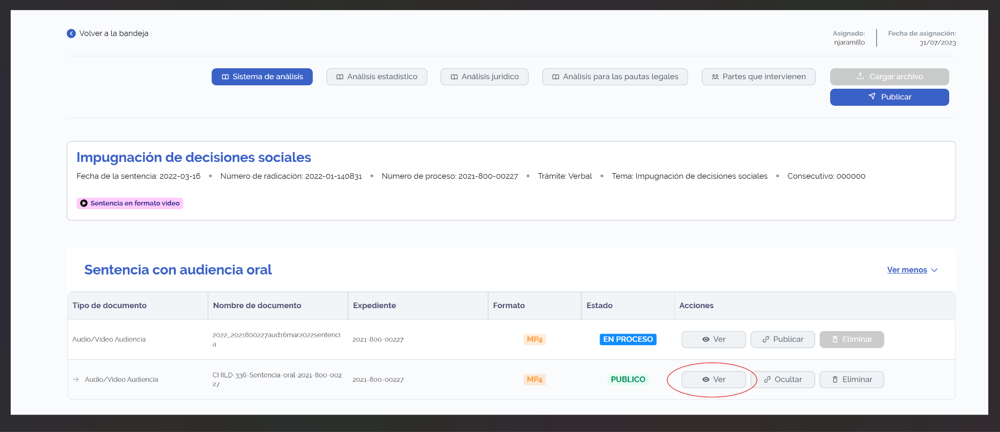 Volver a la bandeja
Asignado:
njaramillo
Fecha de asignación:
31/07/2023
Sistema de análisis
Análisis estadístico
Análisis jurídico
Análisis para las pautas legales
Partes que intervienen
Cargar archivo
Publicar
Impugnación de decisiones sociales
Fecha de la sentencia: 2022-03-16 • Número de radicación: 2022-01-140831 • Número de proceso: 2021-800-00227 • Trámite: Verbal • Tema: Impugnación de decisiones sociales • Consecutivo: 000000
Sentencia en formato video
Sentencia con audiencia oral
Ver menos
Tipo de documento Nombre de documento Expediente Formato Estado Acciones
Audio/Video Audiencia
2022_2021800227aud16mar2022sentenci
a
2021-800-00227
MP4
EN PROCESO
Ver
Publicar
Eliminar
Audio/Video Audiencia
CHILD-336-Sentencia-oral-2021-800-002
27
2021-800-00227
MP4
PUBLICO
Ver
Ocultar
Eliminar